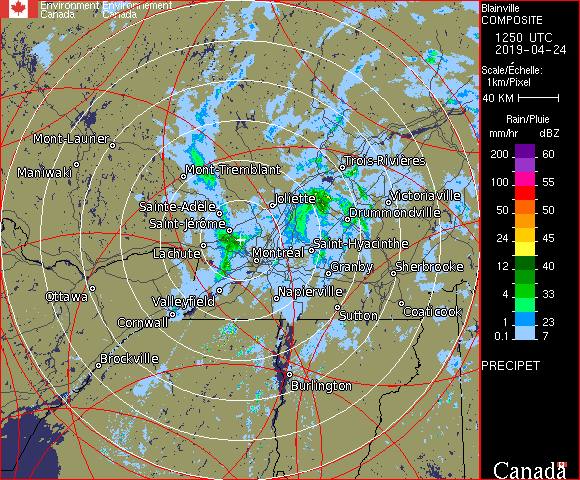 Environment Environnement
Canada Canada
Blainville
COMPOSITE
1250 UTC
2019-04-24
Scale/Échelle:
1km/Pixel
40 KM
Rain/Pluie
mm/hr dBZ
200 60
100 55
50 50
24 45
12 40
4 33
1 23
0.1 7
PRECIPET
Canada
Mont-Laurier
Maniwaki
Mont-Tremblant
Trois-Rivières
Joliette
Victoriaville
Sainte-Adèle
Drummondville
Saint-Jérôme
Saint-Hyacinthe
Lachute
Montréal
Granby
Sherbrooke
Ottawa
Valleyfield
Napierville
Coaticook
Cornwall
Sutton
Brockville
Burlington